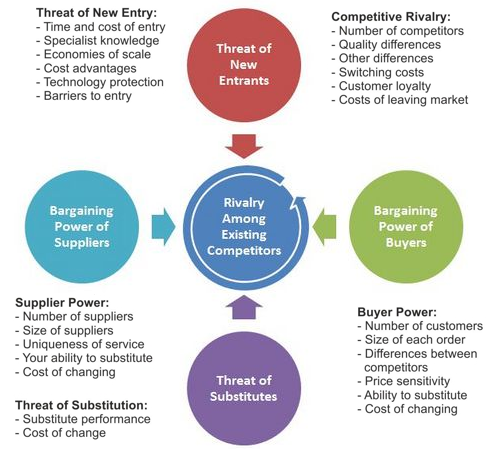 Threat of New Entry:
- Time and cost of entry
- Specialist knowledge
- Economies of scale
- Cost advantages
- Technology protection
- Barriers to entry
Threat of
New
Entrants
Competitive Rivalry:
- Number of competitors
- Quality differences
- Other differences
- Switching costs
- Customer loyalty
- Costs of leaving market
Bargaining
Power of
Suppliers
Rivalry
Among
Existing
Competitors
Bargaining
Power of
Buyers
Supplier Power:
- Number of suppliers
- Size of suppliers
- Uniqueness of service
- Your ability to substitute
- Cost of changing
Threat of Substitution:
- Substitute performance
- Cost of change
Threat of
Substitutes
Buyer Power:
- Number of customers
- Size of each order
- Differences between
competitors
- Price sensitivity
- Ability to substitute
- Cost of changing